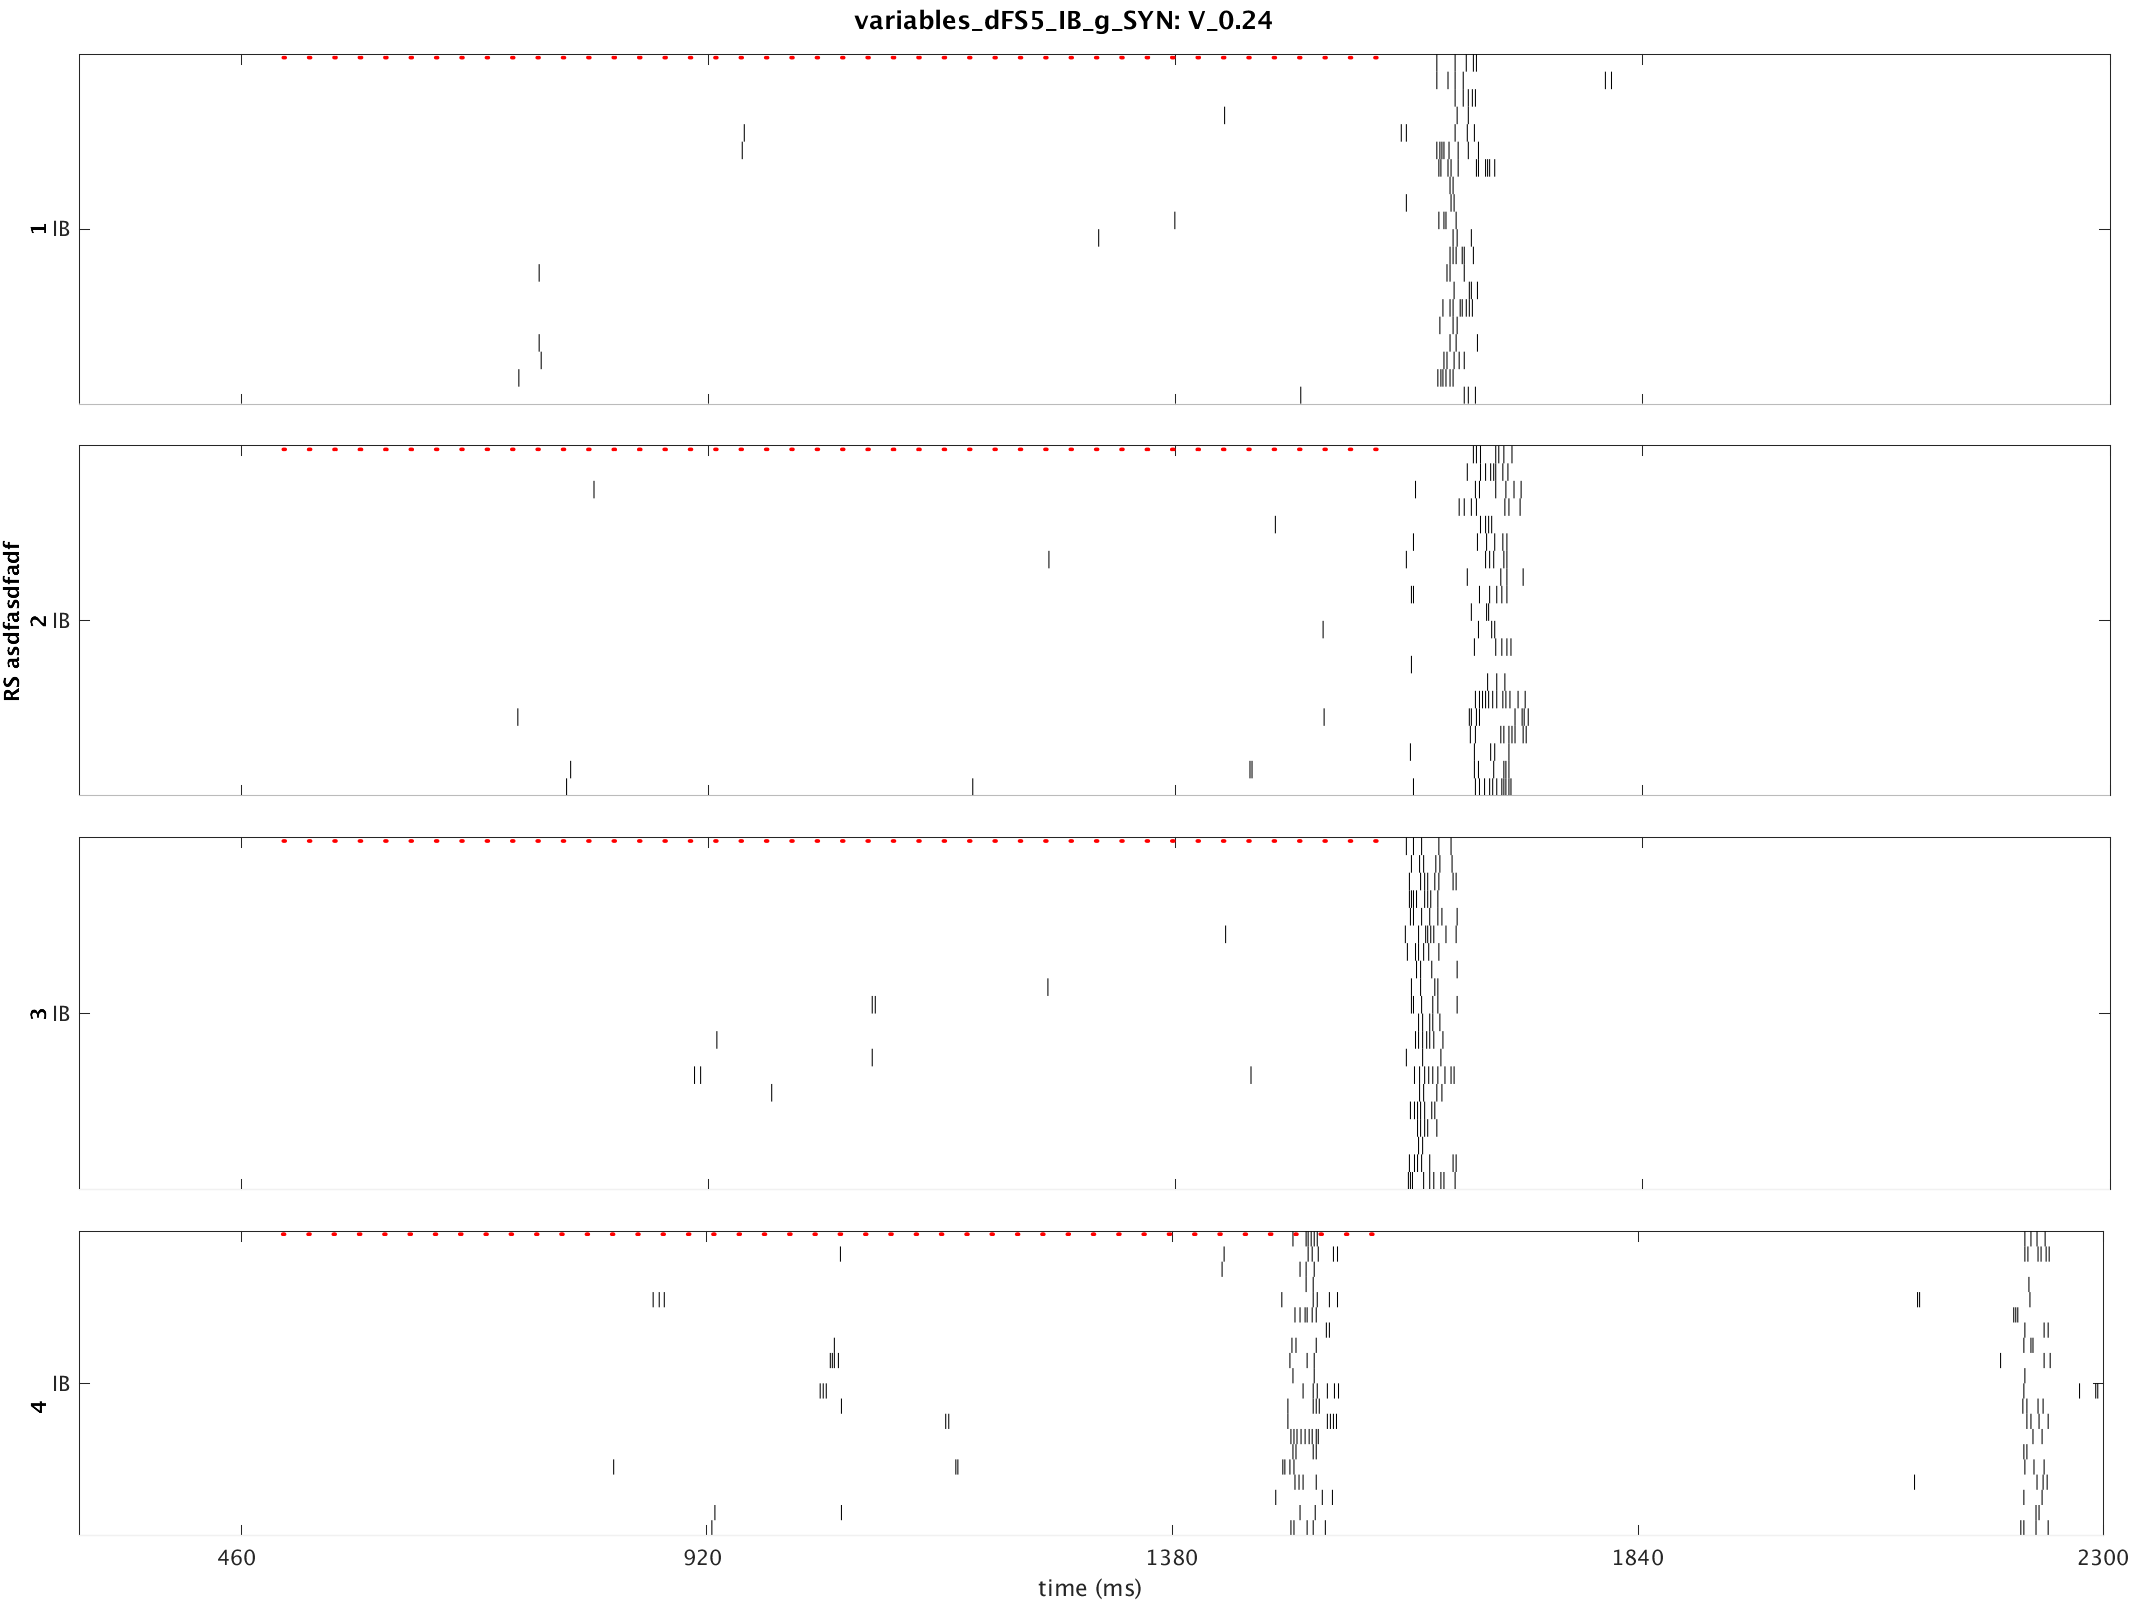 variables_dFS5_IB_g_SYN: V_0.24
RS asdfasdfadf
1
IB
2
IB
3
IB
4
IB
460 920 1380 1840 2300
time (ms)